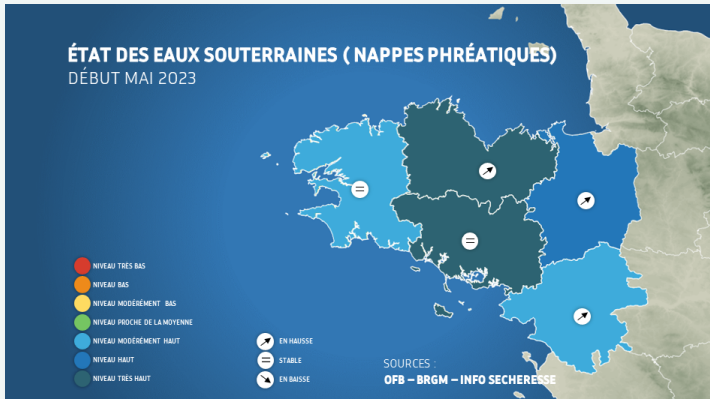 ÉTAT DES EAUX SOUTERRAINES ( NAPPES PHRÉATIQUES)
DÉBUT MAI 2023
NIVEAU TRÈS BAS
NIVEAU BAS
NIVEAU MODÉRÉMENT BAS
NIVEAU PROCHE DE LA MOYENNE
NIVEAU MODÉRÉMENT HAUT
NIVEAU HAUT
NIVEAU TRÈS HAUT
EN HAUSSE
STABLE
EN BAISSE
SOURCES :
OFB – BRGM – INFO SECHERESSE